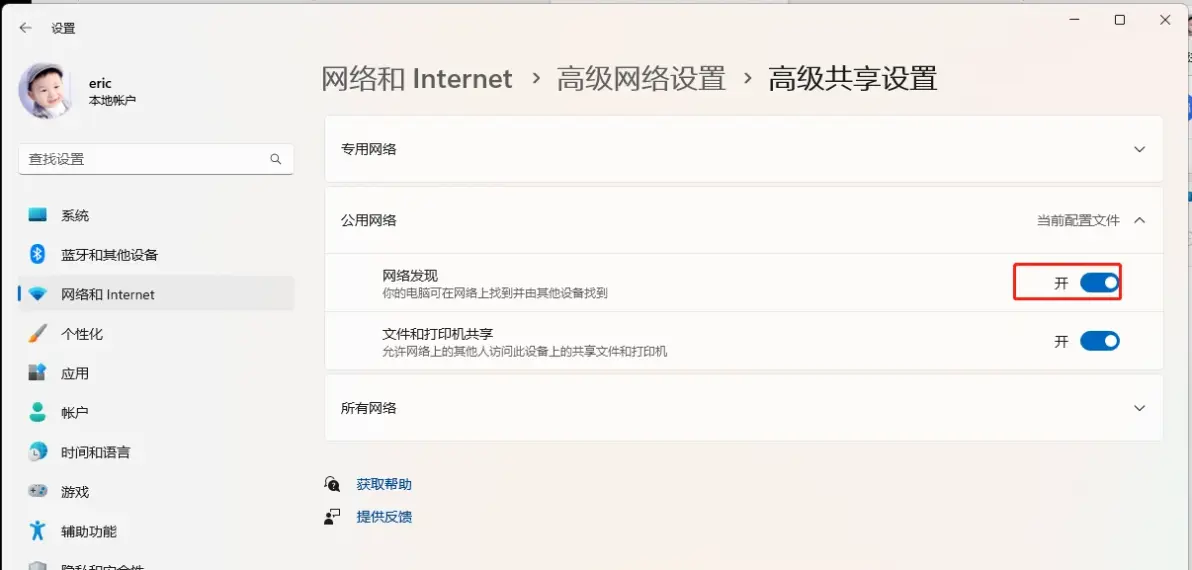 设置
eric
本地帐户
查找设置
系统
蓝牙和其他设备
网络和 Internet
个性化
应用
帐户
时间和语言
游戏
辅助功能
隐私和安全性
网络和 Internet › 高级网络设置 › 高级共享设置
专用网络
公用网络 当前配置文件
网络发现
你的电脑可在网络上找到并由其他设备找到
开
文件和打印机共享
允许网络上的其他人访问此设备上的共享文件和打印机
开
所有网络
获取帮助
提供反馈